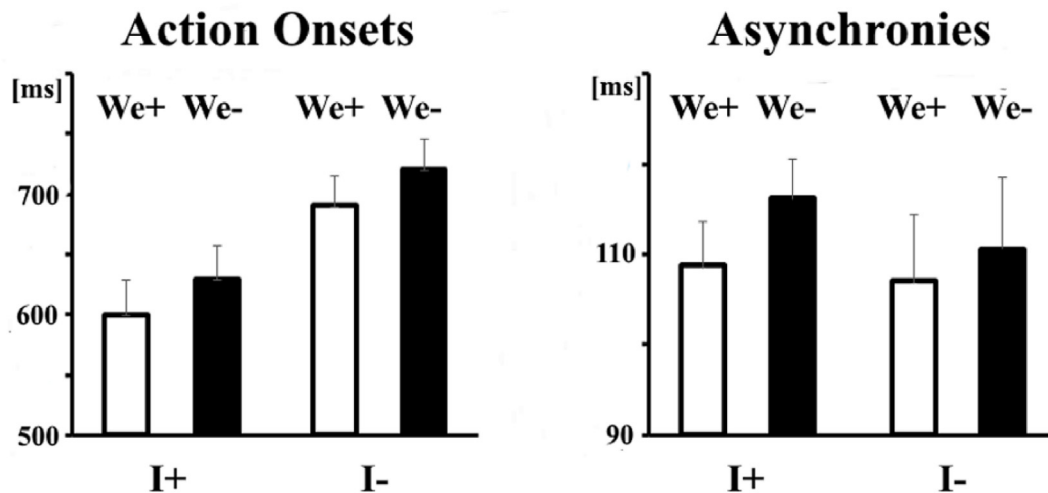 Action Onsets
[ms]
We+ We- We+ We-
700
600
500
I+ I-
Asynchronies
[ms]
We+ We- We+ We-
110
90
I+ I-